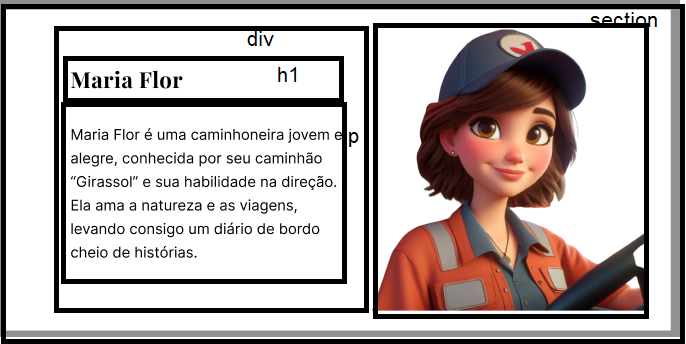 section
div
h1
Maria Flor
p
Maria Flor é uma caminhoneira jovem e
alegre, conhecida por seu caminhão
“Girassol” e sua habilidade na direção.
Ela ama a natureza e as viagens,
levando consigo um diário de bordo
cheio de histórias.